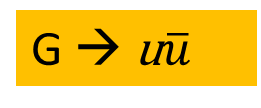 G → uū